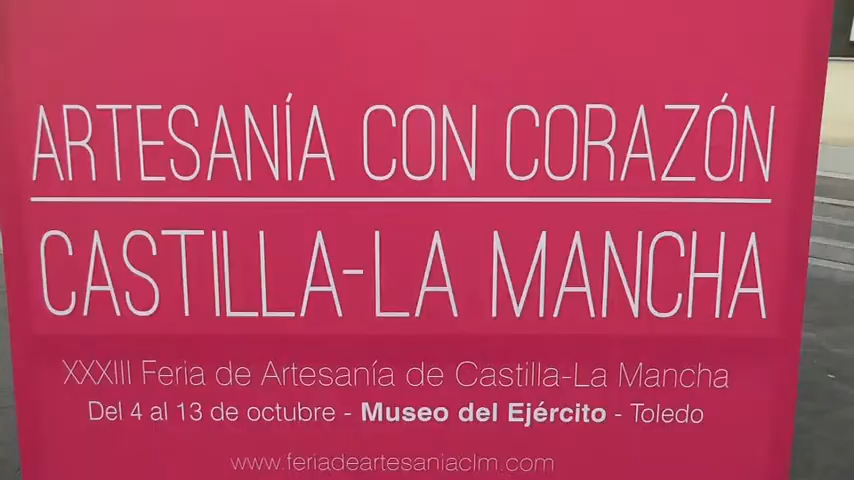 ARTESANÍA CON CORAZÓN
CASTILLA-LA MANCHA
XXXIII Feria de Artesanía de Castilla-La Mancha
Del 4 al 13 de octubre - Museo del Ejército - Toledo
www.feriadeartesaniaclm.com